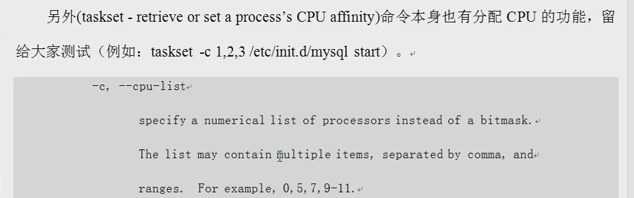 另外(taskset - retrieve or set a process's CPU affinity)命令本身也有分配 CPU 的功能，留
给大家测试（例如：taskset -c 1,2,3 /etc/init.d/mysql start）。
-c, --cpu-list
specify a numerical list of processors instead of a bitmask.
The list may contain multiple items, separated by comma, and
ranges. For example, 0,5,7,9-11.